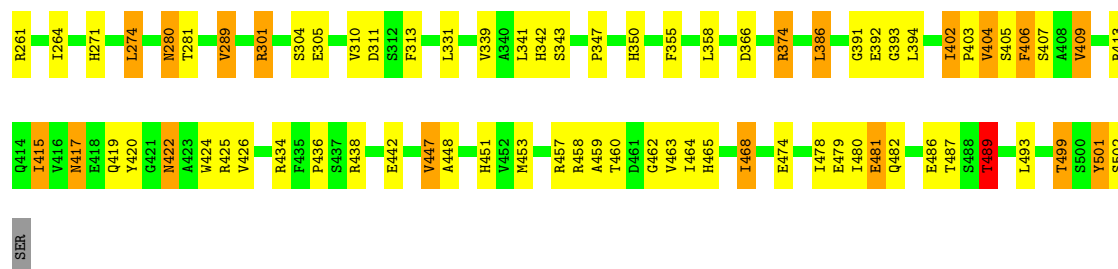 R261 I264 H271 L274 N280 T281 V289 R301 S304 E305 V310 D311 S312 F313 L331 V339 A340 L341 H342 S343 P347 H350 F355 L358 D366 R374 L386 G391 E392 G393 L394 I402 P403 V404 S405 F406 S407 A408 V409 R413
Q414 I415 V416 N417 E418 Q419 Y420 G421 N422 A423 W424 R425 V426 R434 F435 P436 S437 R438 E442 V447 A448 H451 V452 M453 R457 R458 A459 T460 D461 G462 V463 I464 H465 I468 E474 I478 E479 I480 E481 Q482 E486 T487 S488 T489 L493 T499 S500 Y501 S502
SER